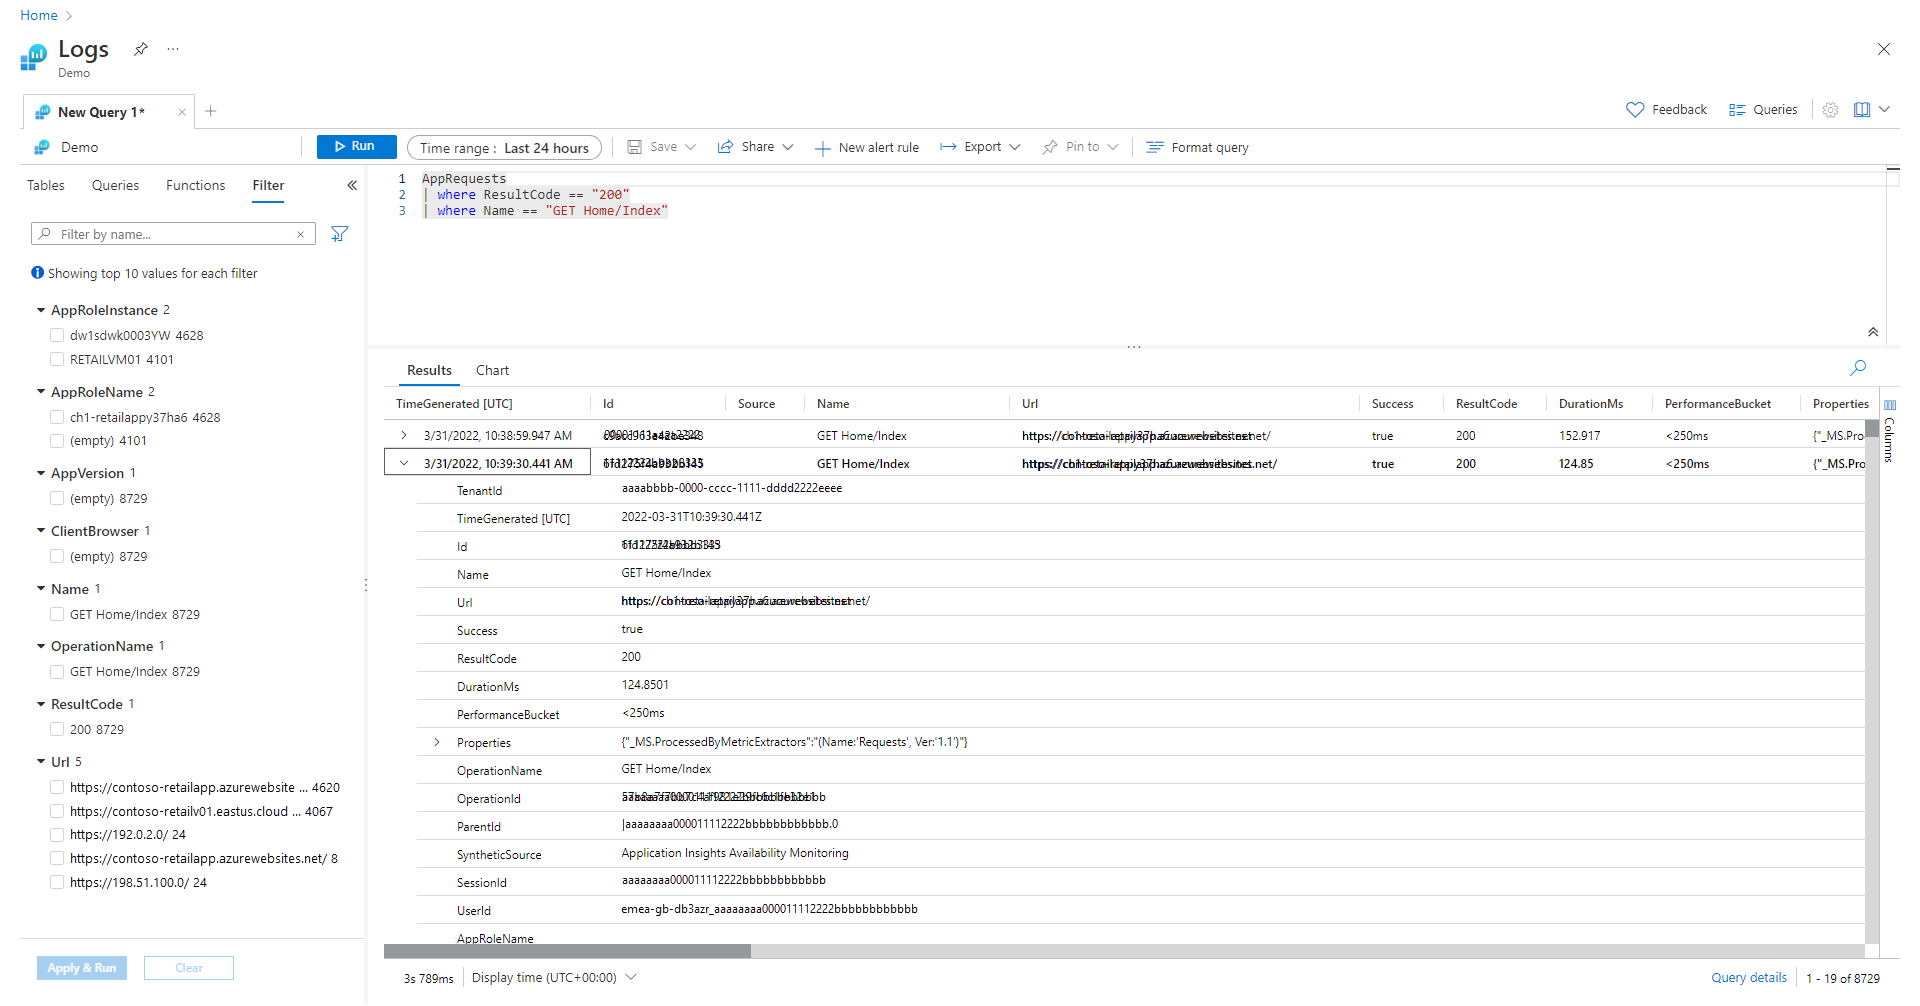 Home
Logs
Demo
New Query 1*
Feedback
Queries
Demo
Run
Time range : Last 24 hours
Save
Share
New alert rule
Export
Pin to
Format query
Tables
Queries
Functions
Filter
1 AppRequests
2 | where ResultCode == "200"
3 | where Name == "GET Home/Index"
Filter by name...
Showing top 10 values for each filter
AppRoleInstance 2
dw1sdwk0003YW 4628
RETAILVM01 4101
AppRoleName 2
ch1-retailappy37ha6 4628
(empty) 4101
AppVersion 1
(empty) 8729
ClientBrowser 1
(empty) 8729
Name 1
GET Home/Index 8729
OperationName 1
GET Home/Index 8729
ResultCode 1
200 8729
Url 5
https://contoso-retailapp.azurewebsite ... 4620
https://contoso-retailv01.eastus.cloud ... 4067
https://192.0.2.0/ 24
https://contoso-retailapp.azurewebsites.net/ 8
https://198.51.100.0/ 24
Apply & Run
Clear
Results
Chart
TimeGenerated [UTC] Id Source Name Url Success ResultCode DurationMs PerformanceBucket Properties
Columns
3/31/2022, 10:38:59.947 AM GET Home/Index true 200 152.917 <250ms {"_MS.Pro
3/31/2022, 10:39:30.441 AM GET Home/Index true 200 124.85 <250ms {"_MS.Pro
TenantId aaaabbbb-0000-cccc-1111-dddd2222eeee
TimeGenerated [UTC] 2022-03-31T10:39:30.441Z
Id
Name GET Home/Index
Url
Success true
ResultCode 200
DurationMs 124.8501
PerformanceBucket <250ms
Properties {"_MS.ProcessedByMetricExtractors":"(Name:'Requests', Ver:'1.1')"}
OperationName GET Home/Index
OperationId
ParentId |aaaaaaaa000011112222bbbbbbbbbbbb.0
SyntheticSource Application Insights Availability Monitoring
SessionId aaaaaaaa000011112222bbbbbbbbbbbb
UserId emea-gb-db3azr_aaaaaaaa000011112222bbbbbbbbbbbb
AppRoleName
3s 789ms
Display time (UTC+00:00)
Query details
1 - 19 of 8729